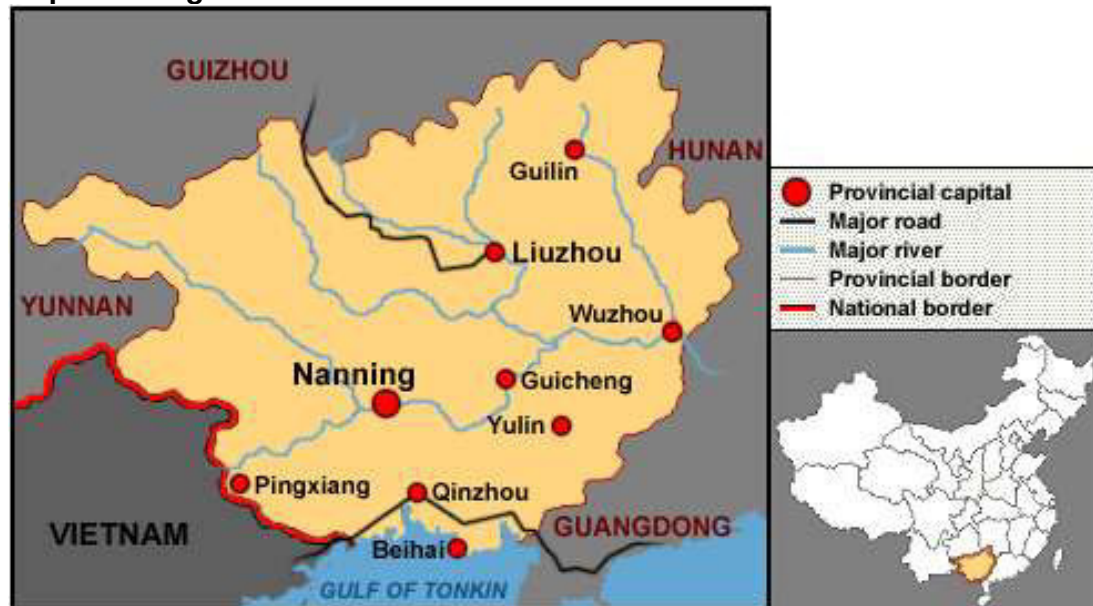 GUIZHOU
HUNAN
Guilin
Liuzhou
YUNNAN
Wuzhou
Nanning
Guicheng
Yulin
Pingxiang
Qinzhou
VIETNAM
GUANGDONG
Beihai
GULF OF TONKIN
Provincial capital
Major road
Major river
Provincial border
National border